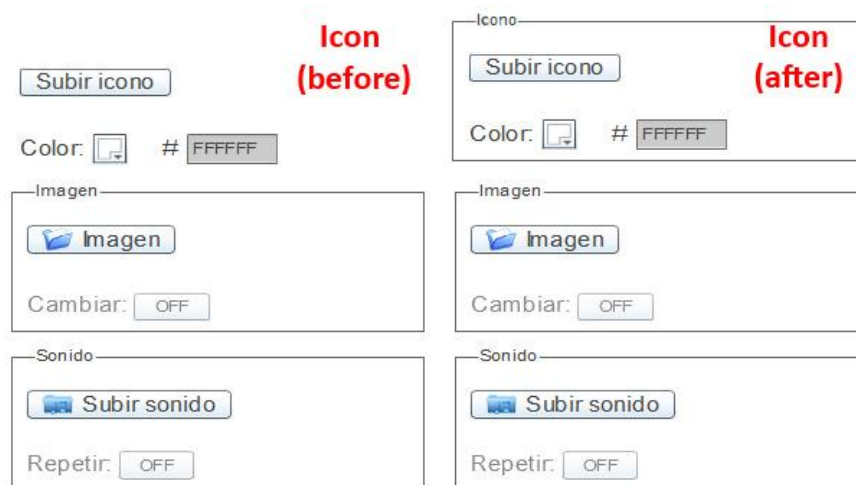 Icon
(before)
Subir icono
Color: # FFFFFF
Imagen
Imagen
Cambiar: OFF
Sonido
Subir sonido
Repetir: OFF
Icono
Icon
(after)
Subir icono
Color: # FFFFFF
Imagen
Imagen
Cambiar: OFF
Sonido
Subir sonido
Repetir: OFF